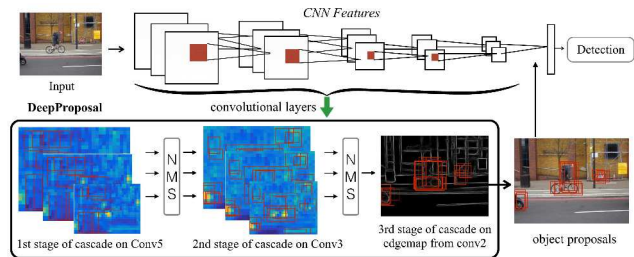 CNN Features
Input
Detection
DeepProposal
convolutional layers
N
M
S
N
M
S
1st stage of cascade on Conv5
2nd stage of cascade on Conv3
3rd stage of cascade on
edgemap from conv2
object proposals